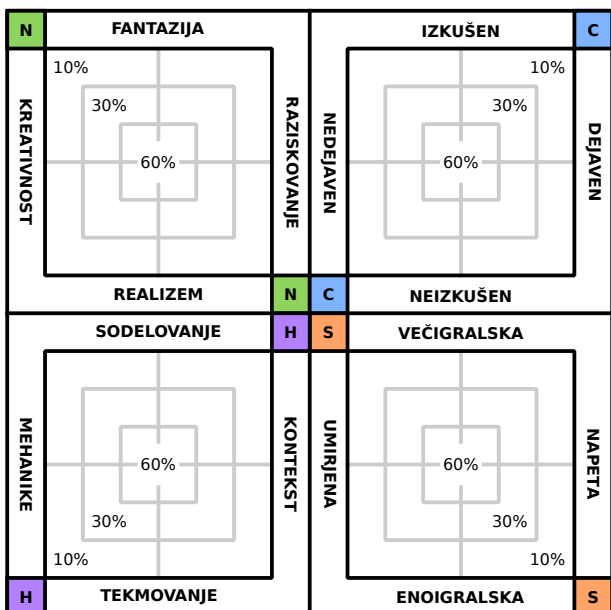 N
FANTAZIJA
IZKUŠEN
C
10%
10%
30%
30%
60%
60%
KREATIVNOST
RAZISKOVANJE
NEDEJAVEN
DEJAVEN
REALIZEM
N
C
NEIZKUŠEN
SODELOVANJE
H
S
VEČIGRALSKA
MEHANIKE
KONTEKST
UMIRJENA
NAPETA
60%
60%
30%
30%
10%
10%
H
TEKMOVANJE
ENOIGRALSKA
S